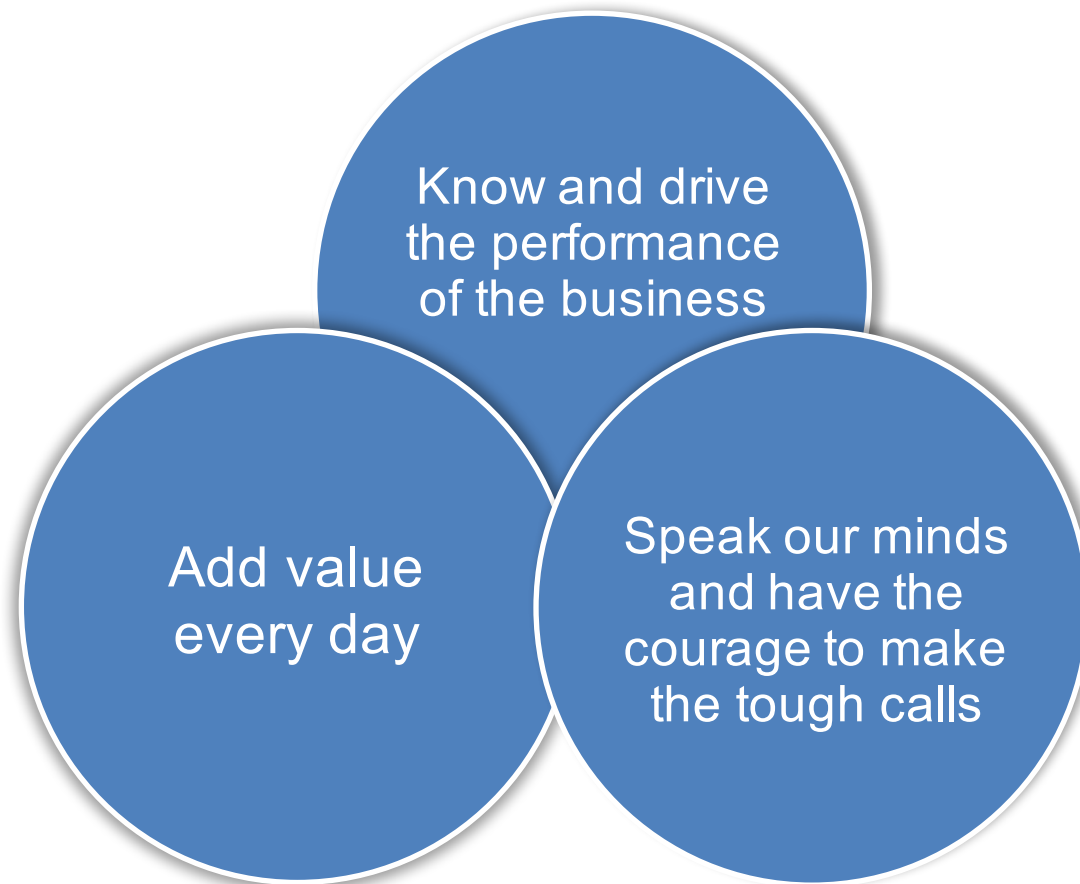 Know and drive
the performance
of the business
Add value
every day
Speak our minds
and have the
courage to make
the tough calls